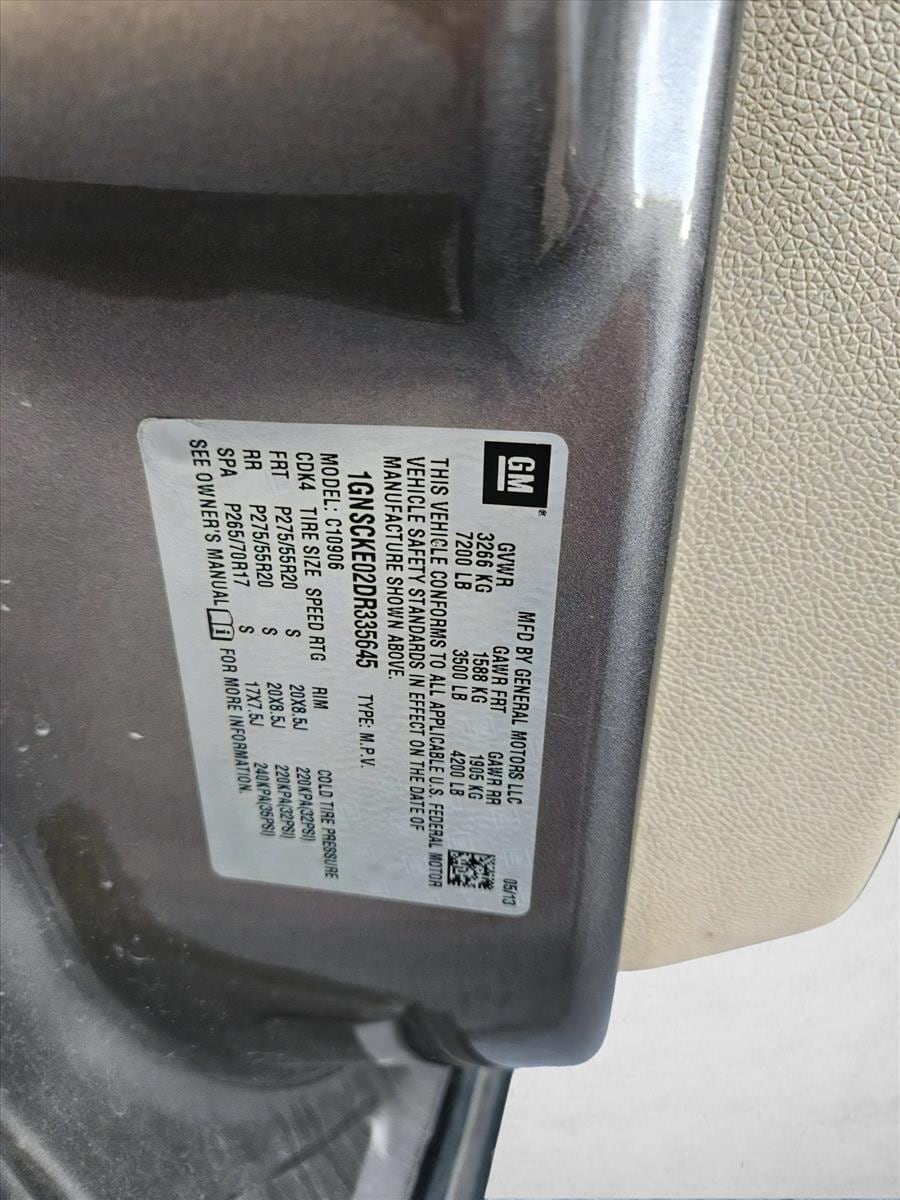 GM
MFD BY GENERAL MOTORS LLC 05/13
GVWR GAWR FRT GAWR RR
3266 KG 1588 KG 1905 KG
7200 LB 3500 LB 4200 LB
THIS VEHICLE CONFORMS TO ALL APPLICABLE U.S. FEDERAL MOTOR
VEHICLE SAFETY STANDARDS IN EFFECT ON THE DATE OF
MANUFACTURE SHOWN ABOVE.
1GNSCKE02DR335645 TYPE: M.P.V.
MODEL: C10906
CDK4 TIRE SIZE SPEED RTG RIM COLD TIRE PRESSURE
FRT P275/55R20 S 20X8.5J 220KPA(32PSI)
RR P275/55R20 S 20X8.5J 220KPA(32PSI)
SPA P265/70R17 S 17X7.5J 240KPA(35PSI)
SEE OWNER'S MANUAL FOR MORE INFORMATION.